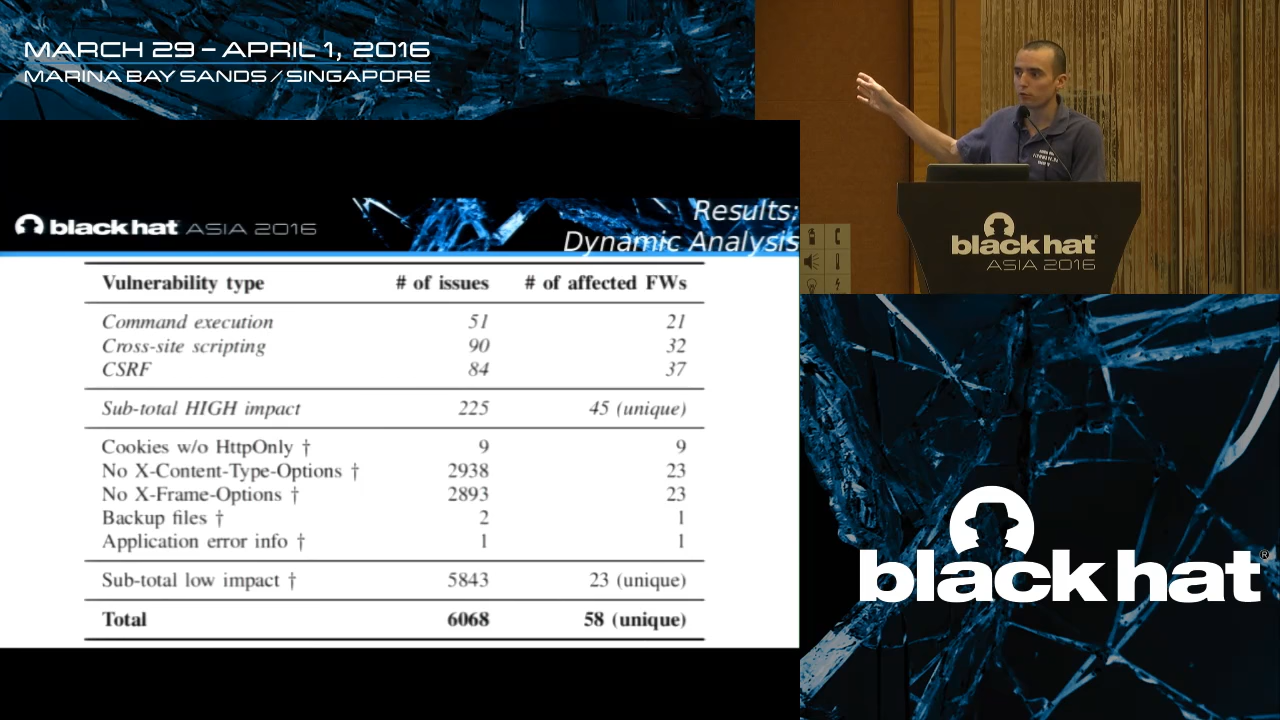 MARCH 29 – APRIL 1, 2016
MARINA BAY SANDS / SINGAPORE
black hat ASIA 2016
Results:
Dynamic Analysis
Vulnerability type # of issues # of affected FWs
Command execution 51 21
Cross-site scripting 90 32
CSRF 84 37
Sub-total HIGH impact 225 45 (unique)
Cookies w/o HttpOnly † 9 9
No X-Content-Type-Options † 2938 23
No X-Frame-Options † 2893 23
Backup files † 2 1
Application error info † 1 1
Sub-total low impact † 5843 23 (unique)
Total 6068 58 (unique)
black hat
ASIA 2016
black hat®